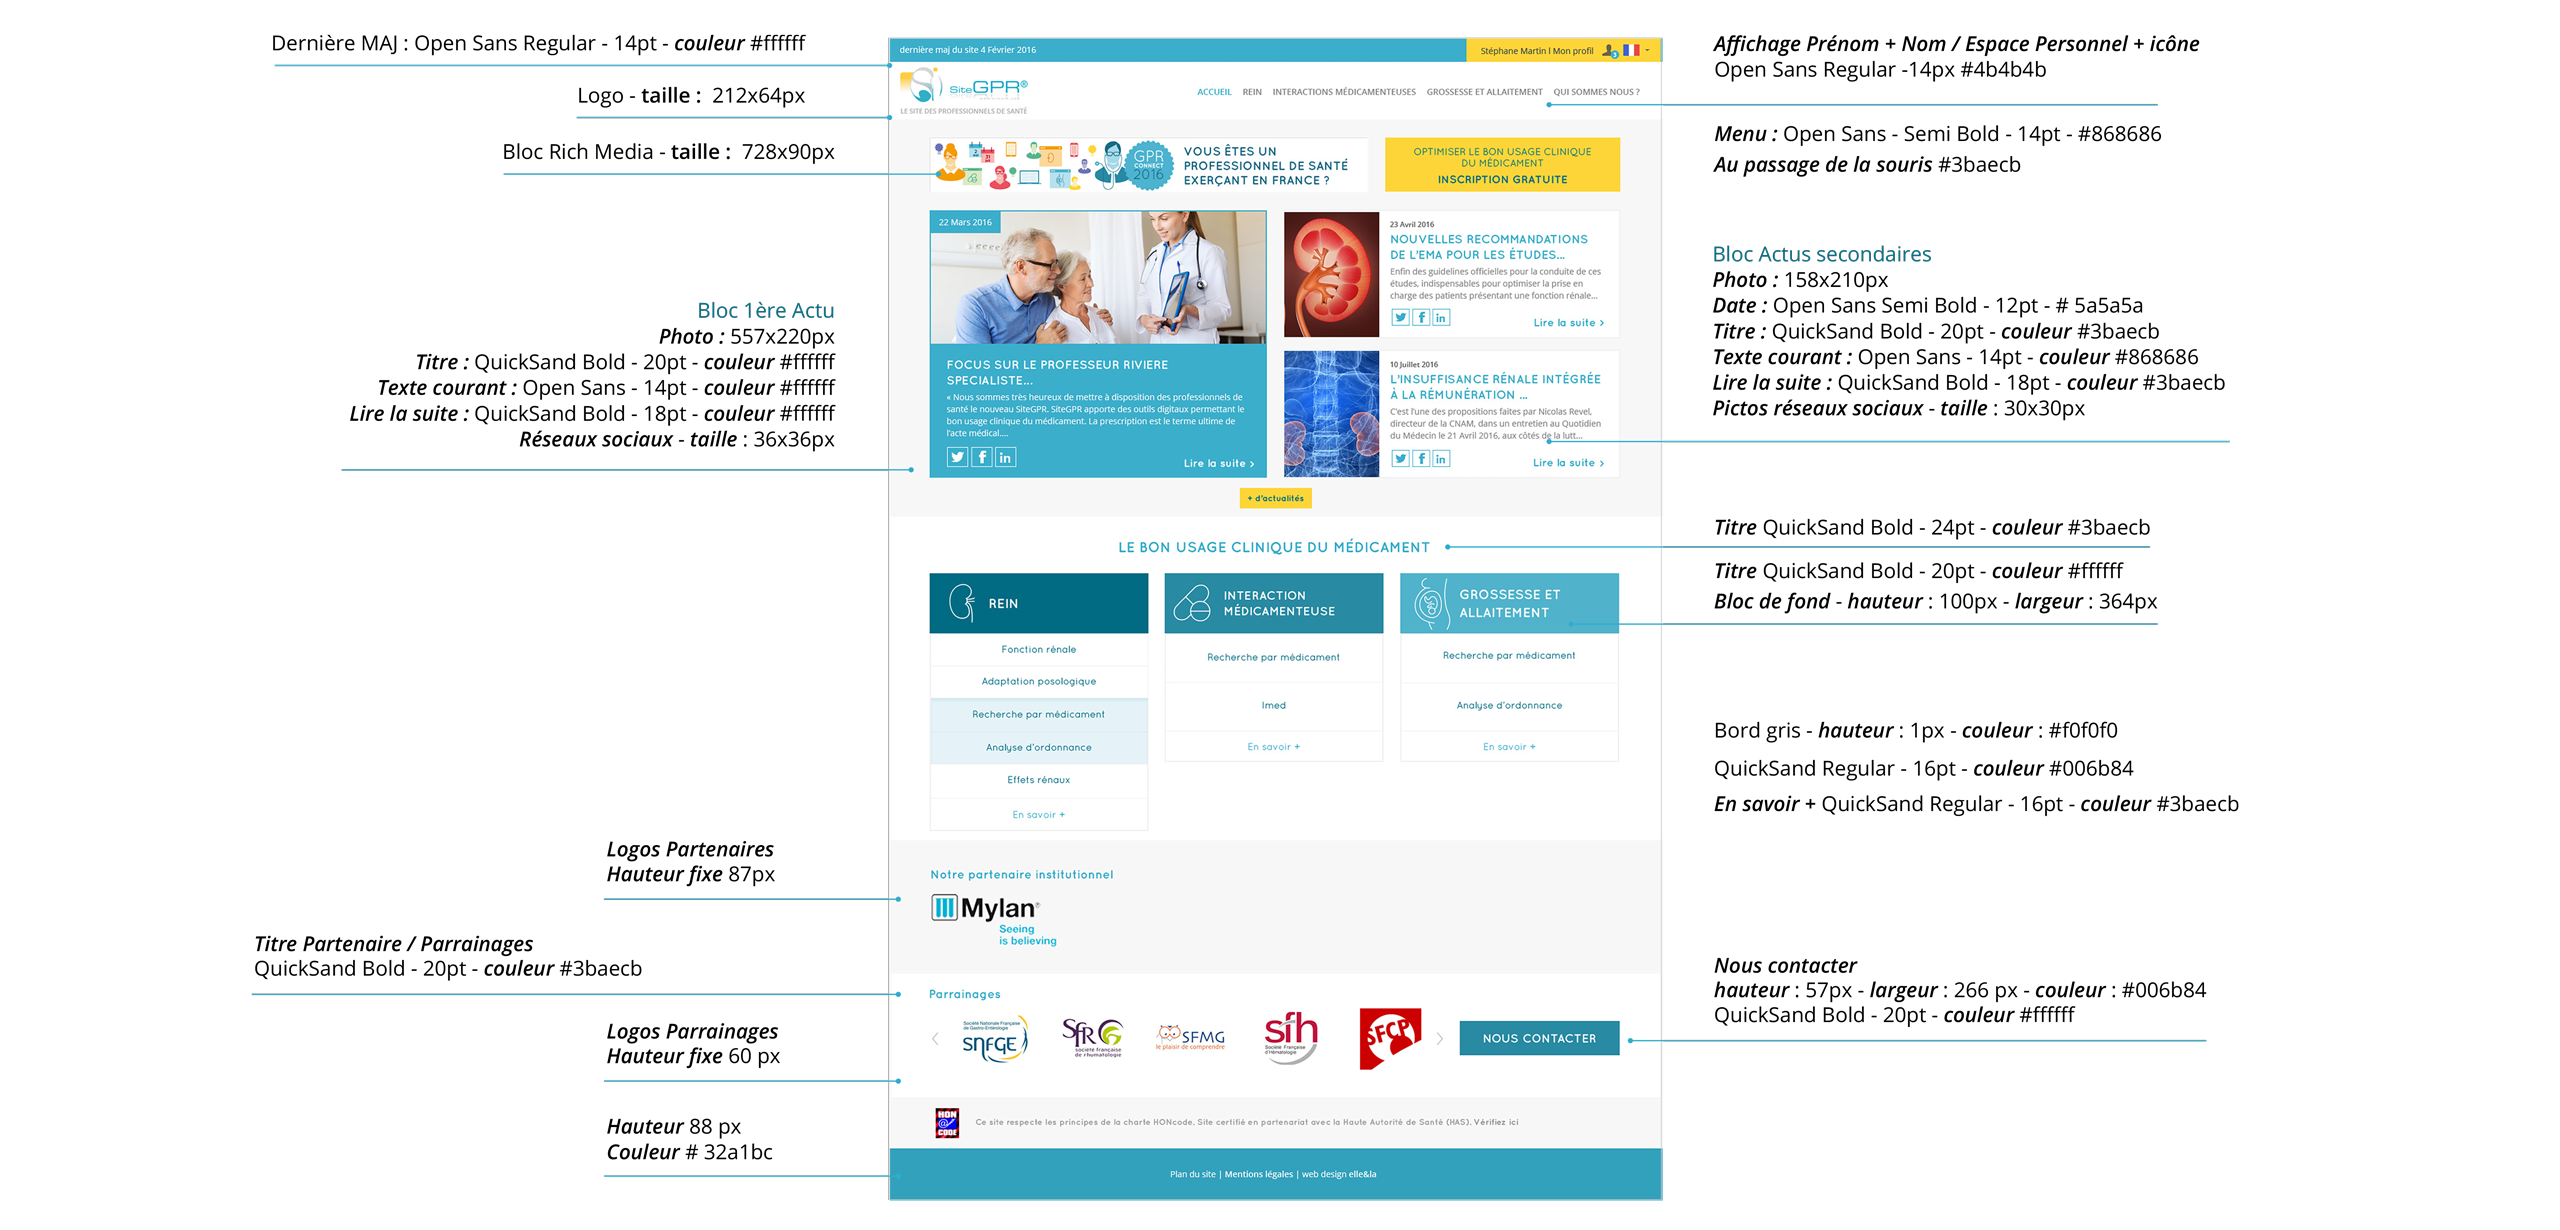 Dernière MAJ : Open Sans Regular - 14pt - couleur #ffffff
Logo - taille : 212x64px
Bloc Rich Media - taille : 728x90px
Bloc 1ère Actu
Photo : 557x220px
Titre : QuickSand Bold - 20pt - couleur #ffffff
Texte courant : Open Sans - 14pt - couleur #ffffff
Lire la suite : QuickSand Bold - 18pt - couleur #ffffff
Réseaux sociaux - taille : 36x36px
Logos Partenaires
Hauteur fixe 87px
Titre Partenaire / Parrainages
QuickSand Bold - 20pt - couleur #3baecb
Logos Parrainages
Hauteur fixe 60 px
Hauteur 88 px
Couleur # 32a1bc
dernière maj du site 4 Février 2016
Stéphane Martin l Mon profil
SiteGPR®
LE SITE DES PROFESSIONNELS DE SANTÉ
ACCUEIL REIN INTERACTIONS MÉDICAMENTEUSES GROSSESSE ET ALLAITEMENT QUI SOMMES NOUS ?
GPR
CONNECT
2016
VOUS ÊTES UN
PROFESSIONNEL DE SANTÉ
EXERÇANT EN FRANCE ?
OPTIMISER LE BON USAGE CLINIQUE
DU MÉDICAMENT
INSCRIPTION GRATUITE
22 Mars 2016
FOCUS SUR LE PROFESSEUR RIVIERE
SPECIALISTE...
« Nous sommes très heureux de mettre à disposition des professionnels de
santé le nouveau SiteGPR. SiteGPR apporte des outils digitaux permettant le
bon usage clinique du médicament. La prescription est le terme ultime de
l'acte médical....
Lire la suite >
23 Avril 2016
NOUVELLES RECOMMANDATIONS
DE L'EMA POUR LES ÉTUDES...
Enfin des guidelines officielles pour la conduite de ces
études, indispensables pour optimiser la prise en
charge des patients présentant une fonction rénale...
Lire la suite >
10 Juillet 2016
L'INSUFFISANCE RÉNALE INTÉGRÉE
À LA RÉMUNÉRATION ...
C'est l'une des propositions faites par Nicolas Revel,
directeur de la CNAM, dans un entretien au Quotidien
du Médecin le 21 Avril 2016, aux côtés de la lutt...
Lire la suite >
+ d'actualités
LE BON USAGE CLINIQUE DU MÉDICAMENT
REIN
Fonction rénale
Adaptation posologique
Recherche par médicament
Analyse d'ordonnance
Effets rénaux
En savoir +
INTERACTION
MÉDICAMENTEUSE
Recherche par médicament
Imed
En savoir +
GROSSESSE ET
ALLAITEMENT
Recherche par médicament
Analyse d'ordonnance
En savoir +
Notre partenaire institutionnel
Mylan®
Seeing
is believing
Parrainages
Société Nationale Française
de Gastro-Entérologie
SNFGE
SFR
société française
de rhumatologie
SFMG
le plaisir de comprendre
sfh
Société Française
d'Hématologie
SFCP
NOUS CONTACTER
HON
@
CODE
Ce site respecte les principes de la charte HONcode. Site certifié en partenariat avec la Haute Autorité de Santé (HAS). Vérifiez ici
Plan du site | Mentions légales | web design elle&la
Affichage Prénom + Nom / Espace Personnel + icône
Open Sans Regular -14px #4b4b4b
Menu : Open Sans - Semi Bold - 14pt - #868686
Au passage de la souris #3baecb
Bloc Actus secondaires
Photo : 158x210px
Date : Open Sans Semi Bold - 12pt - # 5a5a5a
Titre : QuickSand Bold - 20pt - couleur #3baecb
Texte courant : Open Sans - 14pt - couleur #868686
Lire la suite : QuickSand Bold - 18pt - couleur #3baecb
Pictos réseaux sociaux - taille : 30x30px
Titre QuickSand Bold - 24pt - couleur #3baecb
Titre QuickSand Bold - 20pt - couleur #ffffff
Bloc de fond - hauteur : 100px - largeur : 364px
Bord gris - hauteur : 1px - couleur : #f0f0f0
QuickSand Regular - 16pt - couleur #006b84
En savoir + QuickSand Regular - 16pt - couleur #3baecb
Nous contacter
hauteur : 57px - largeur : 266 px - couleur : #006b84
QuickSand Bold - 20pt - couleur #ffffff